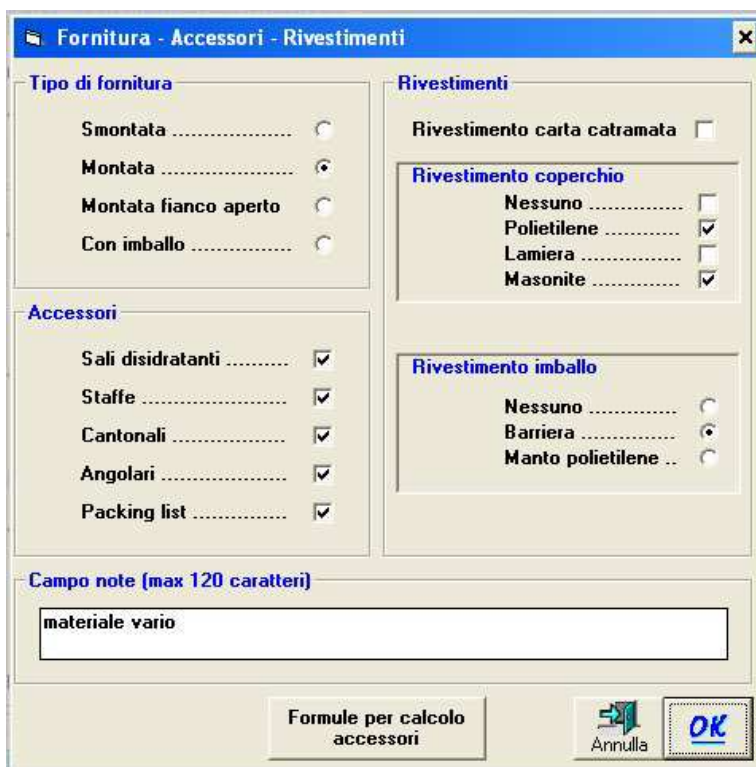 Fornitura - Accessori - Rivestimenti
Tipo di fornitura
Smontata ..................
Montata ....................
Montata fianco aperto
Con imballo ...............
Accessori
Sali disidratanti ..........
Staffe .......................
Cantonali ..................
Angolari ...................
Packing list ...............
Rivestimenti
Rivestimento carta catramata
Rivestimento coperchio
Nessuno ..............
Polietilene ............
Lamiera ...............
Masonite ..............
Rivestimento imballo
Nessuno ..............
Barriera ...............
Manto polietilene ..
Campo note (max 120 caratteri)
materiale vario
Formule per calcolo
accessori
Annulla
OK